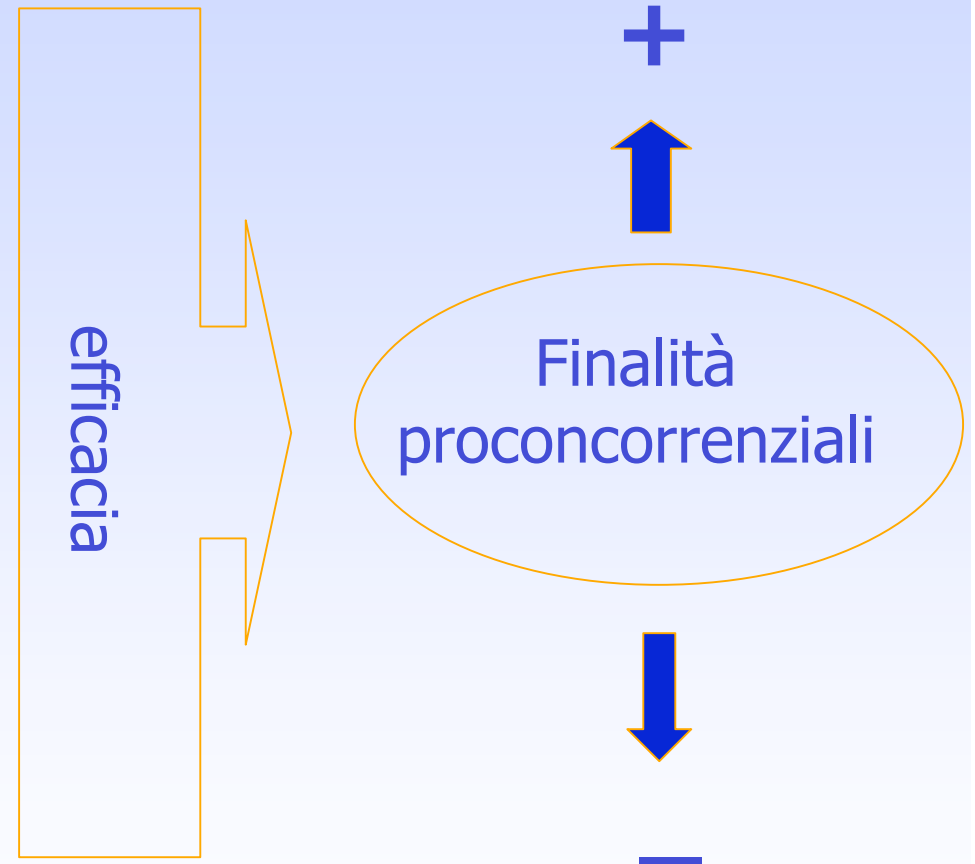 +
efficacia
Finalità
proconcorrenziali
–